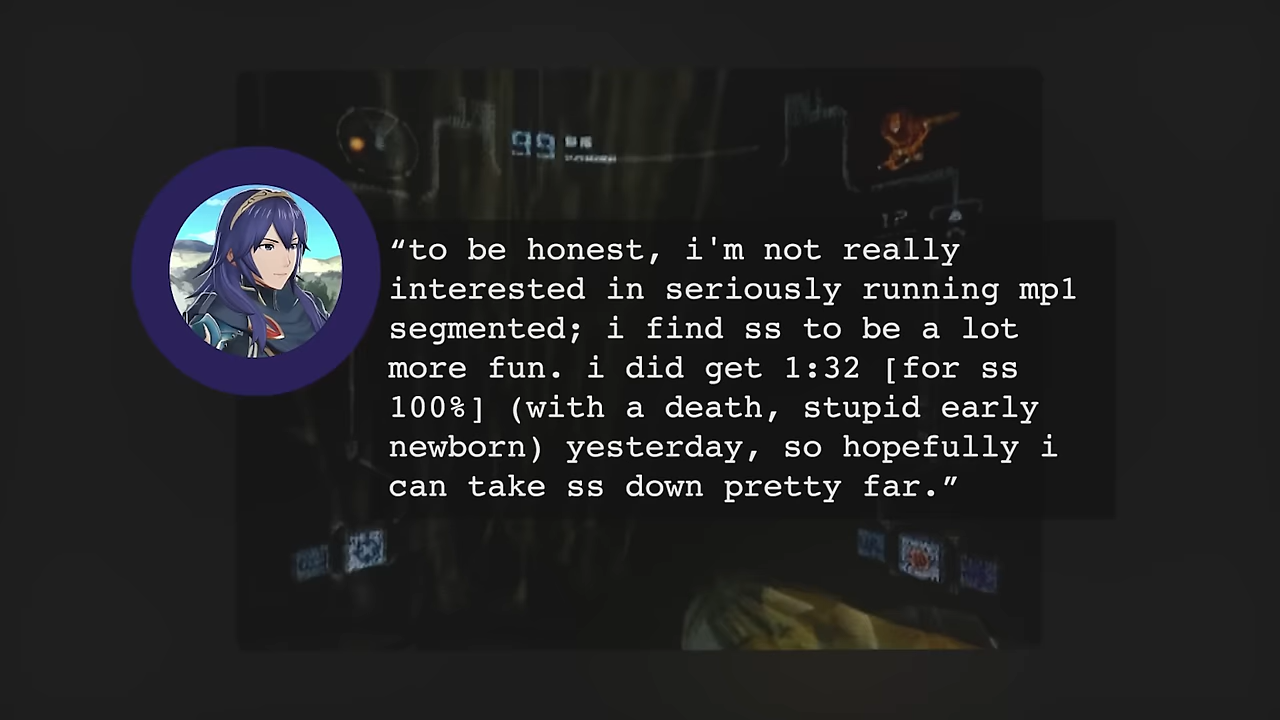 99
“to be honest, i'm not really
interested in seriously running mp1
segmented; i find ss to be a lot
more fun. i did get 1:32 [for ss
100%] (with a death, stupid early
newborn) yesterday, so hopefully i
can take ss down pretty far.”